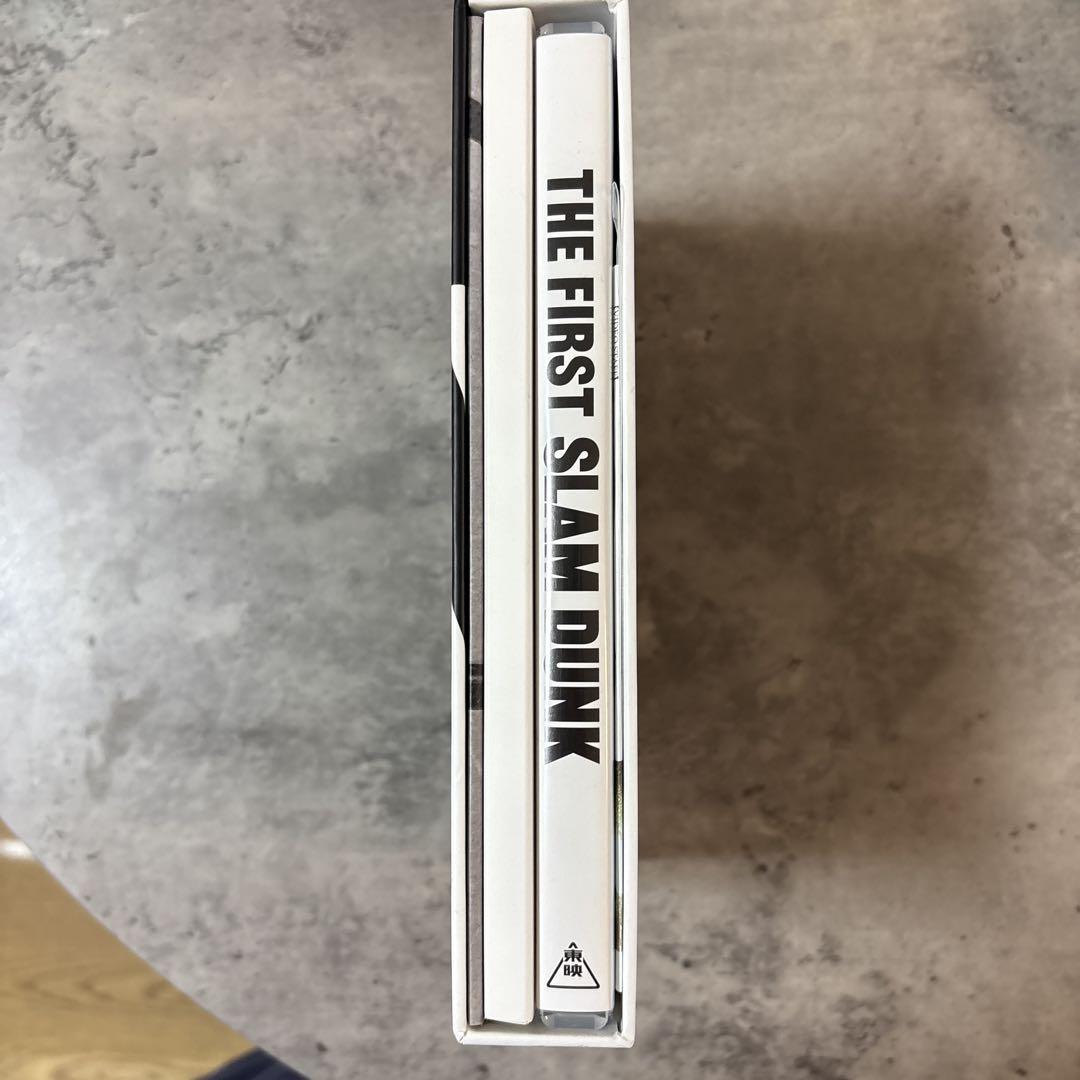 THE FIRST SLAM DUNK
東映